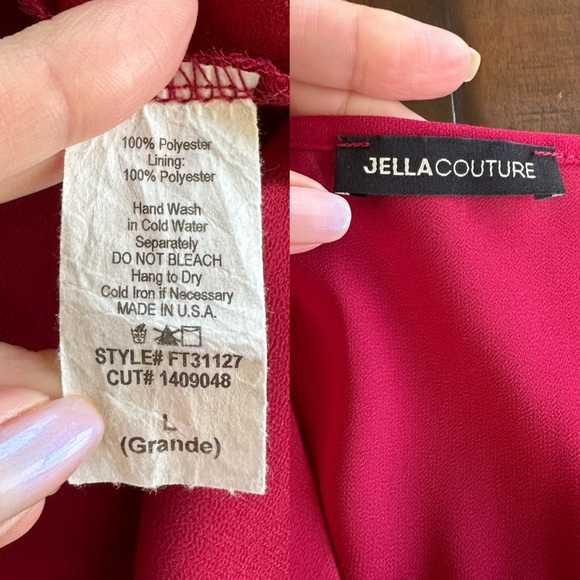 100% Polyester
Lining:
100% Polyester
Hand Wash
in Cold Water
Separately
DO NOT BLEACH
Hang to Dry
Cold Iron if Necessary
MADE IN U.S.A.
STYLE# FT31127
CUT# 1409048
L
(Grande)
JELLACOUTURE